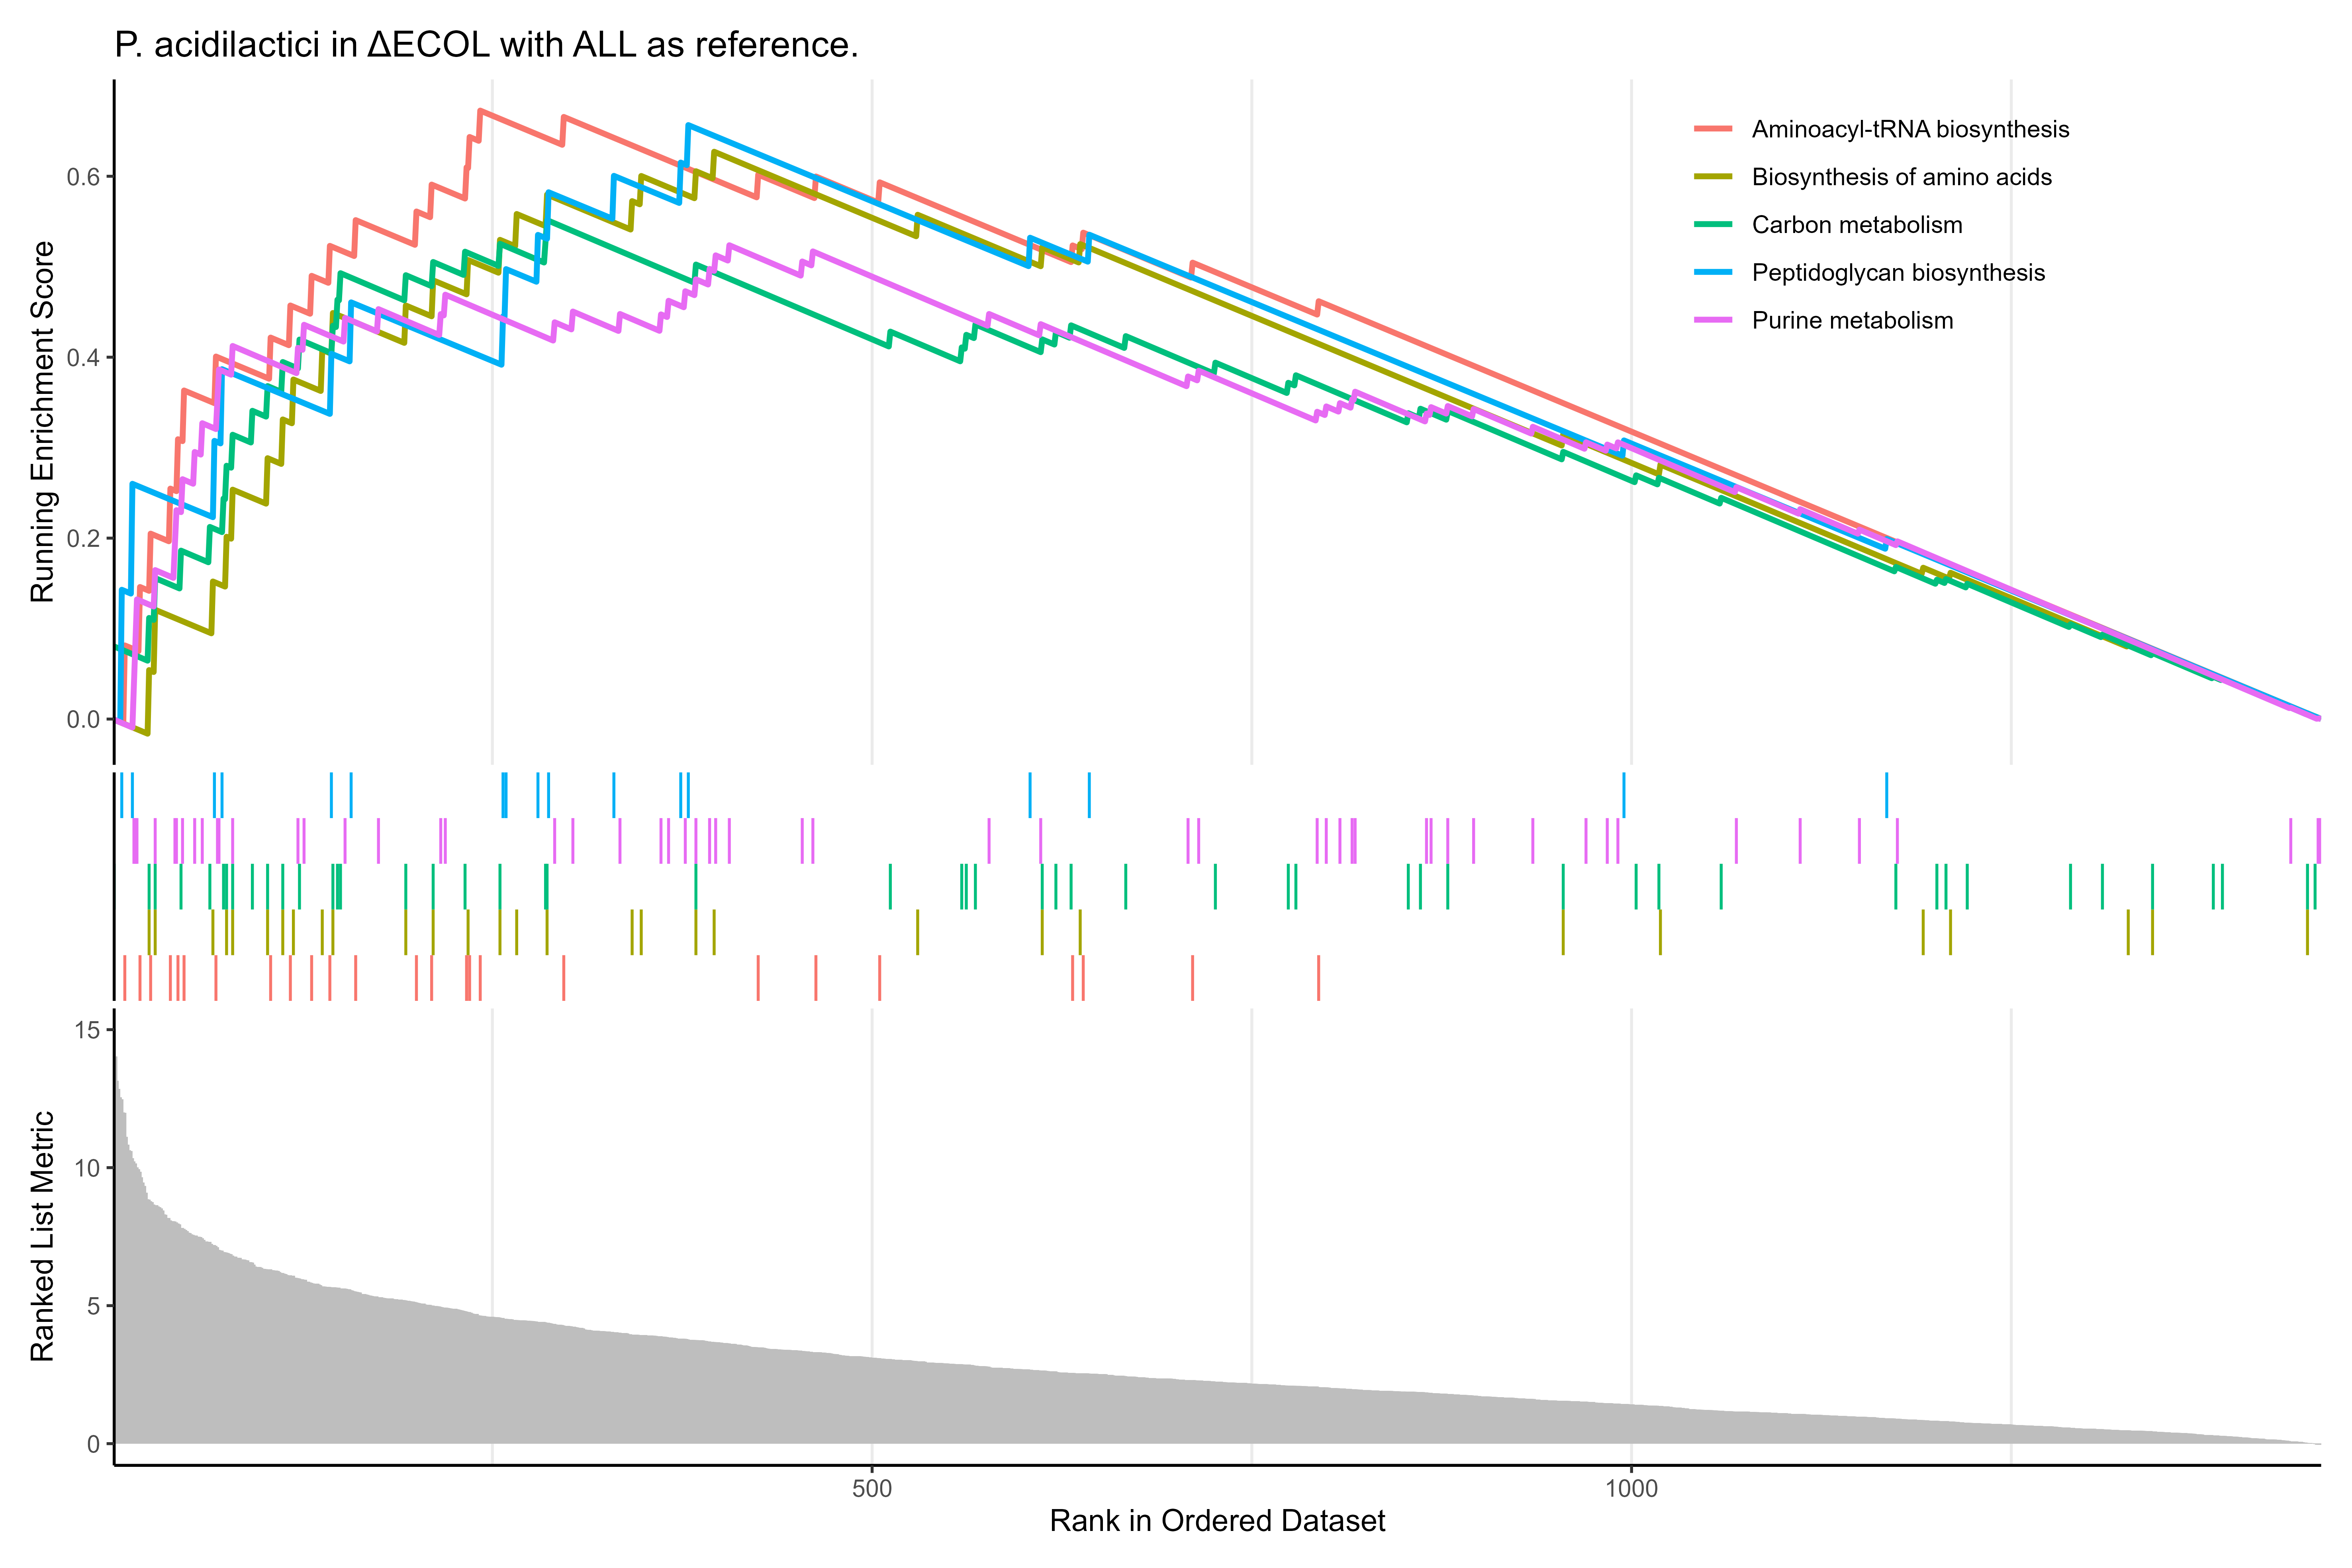 P. acidilactici in ΔECOL with ALL as reference.
Running Enrichment Score
0.6
0.4
0.2
0.0
Aminoacyl-tRNA biosynthesis
Biosynthesis of amino acids
Carbon metabolism
Peptidoglycan biosynthesis
Purine metabolism
Ranked List Metric
15
10
5
0
500
1000
Rank in Ordered Dataset